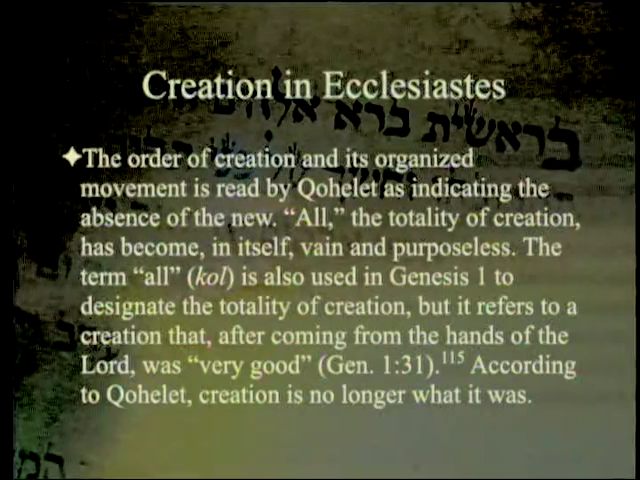 Creation in Ecclesiastes
בראשית ברא אלהים
✦The order of creation and its organized
movement is read by Qohelet as indicating the
absence of the new. “All,” the totality of creation,
has become, in itself, vain and purposeless. The
term “all” (kol) is also used in Genesis 1 to
designate the totality of creation, but it refers to a
creation that, after coming from the hands of the
Lord, was “very good” (Gen. 1:31).115 According
to Qohelet, creation is no longer what it was.